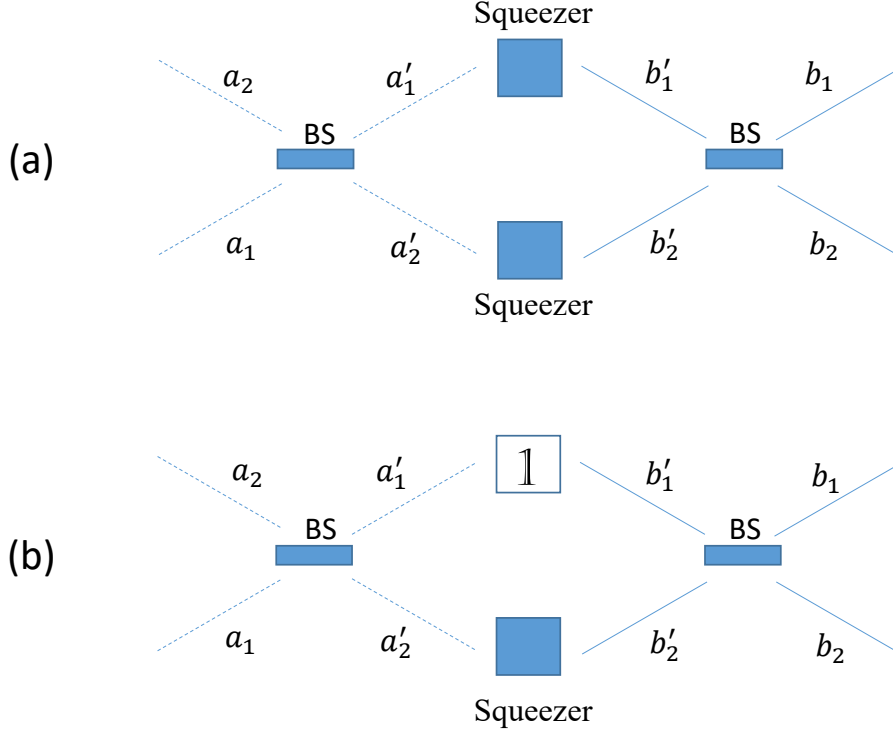 Squeezer
a₂ a₁′ b₁′ b₁
(a) BS BS
a₁ a₂′ b₂′ b₂
Squeezer
𝟙
a₂ a₁′ b₁′ b₁
(b) BS BS
a₁ a₂′ b₂′ b₂
Squeezer